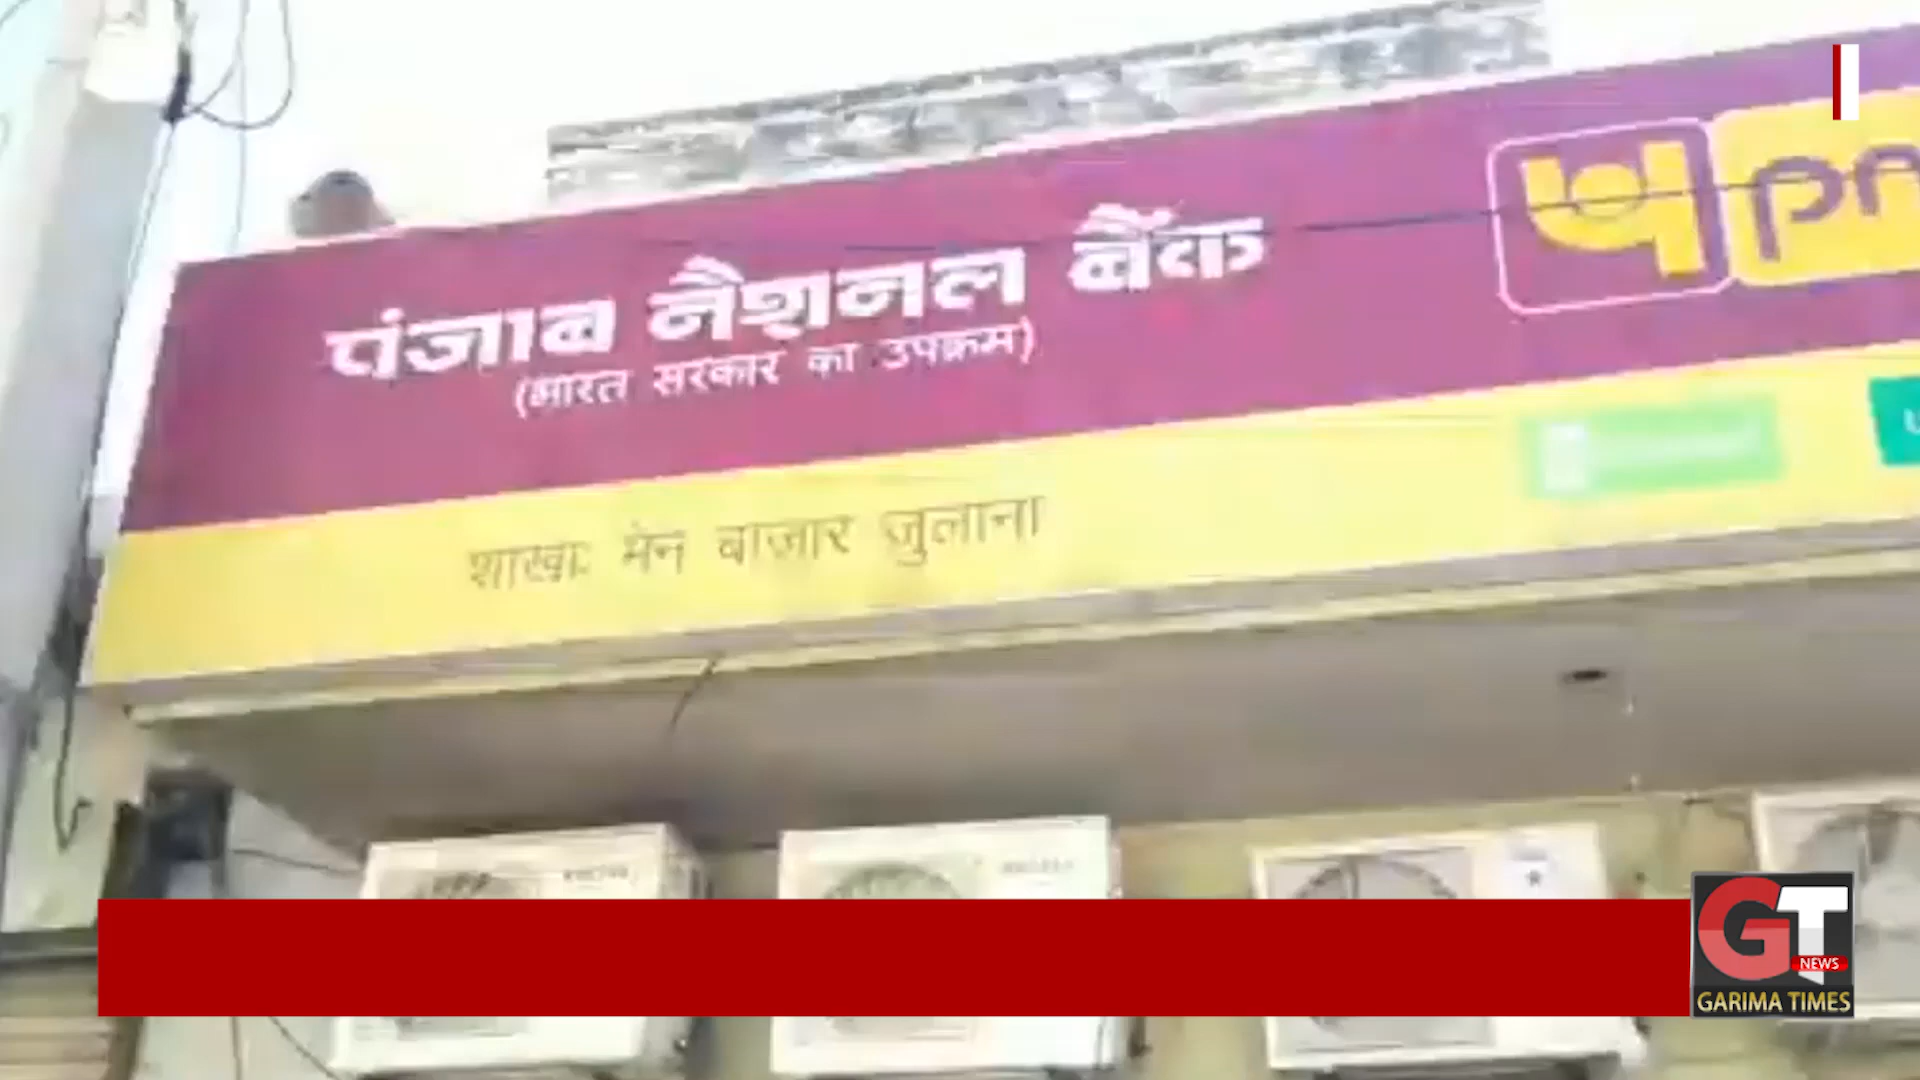 पंजाब नैशनल बैंक
(भारत सरकार का उपक्रम)
शाखाः मेन बाजार जुलाना
GT
NEWS
GARIMA TIMES